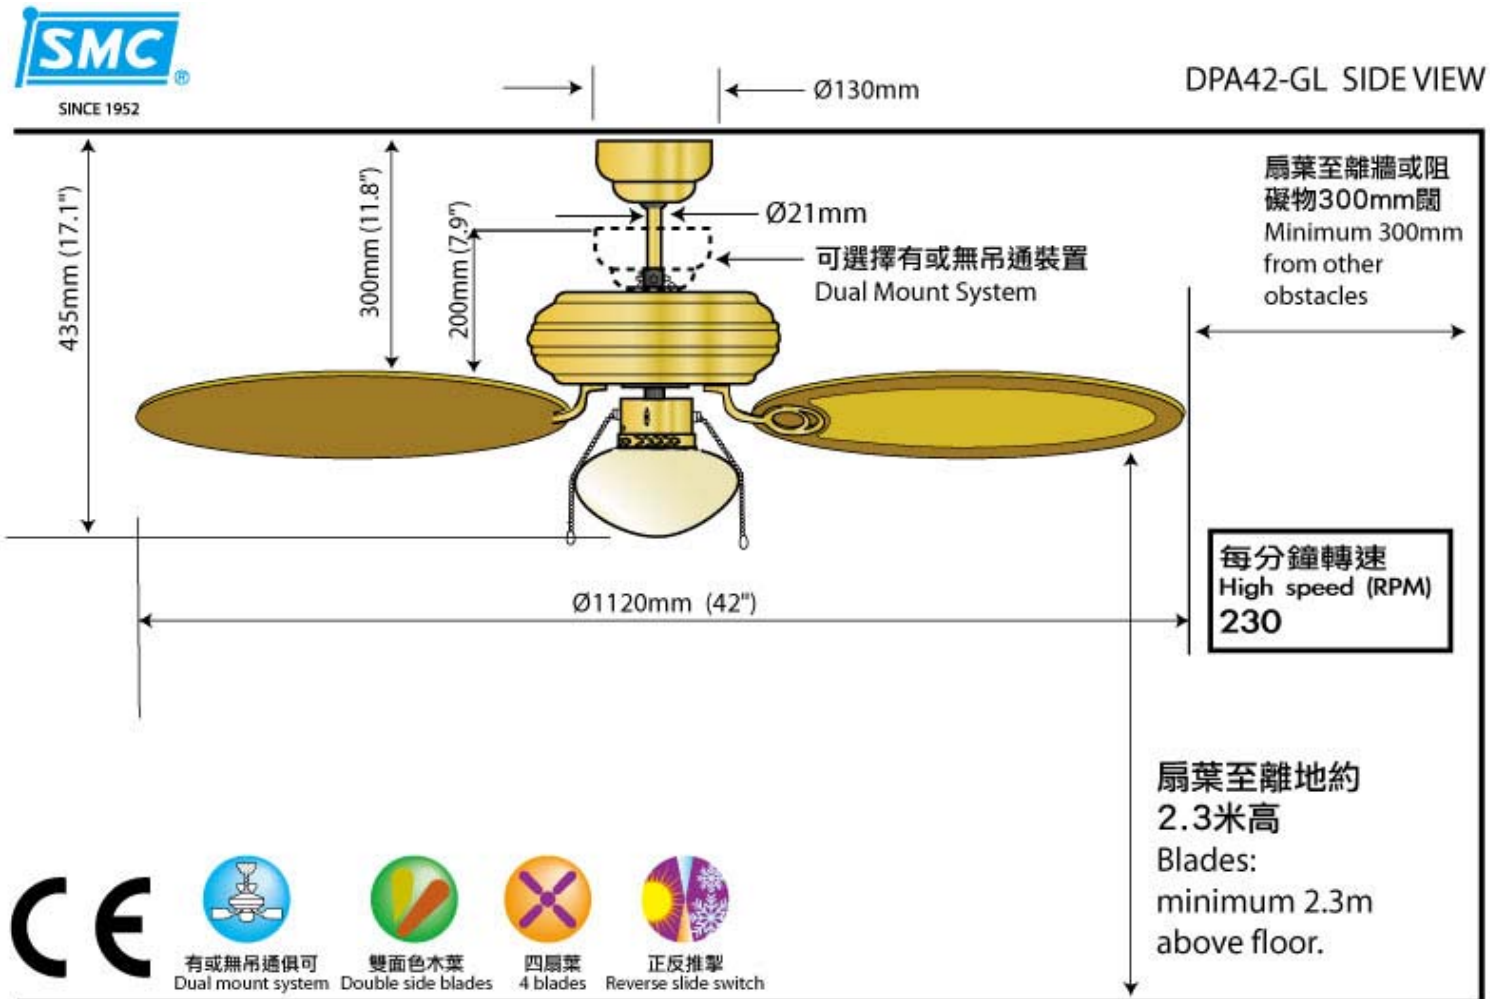 SMC
®
SINCE 1952
DPA42-GL SIDE VIEW
Ø130mm
435mm (17.1")
300mm (11.8")
200mm (7.9")
Ø21mm
可選擇有或無吊通裝置
Dual Mount System
扇葉至離牆或阻
礙物300mm闊
Minimum 300mm
from other
obstacles
Ø1120mm (42")
每分鐘轉速
High speed (RPM)
230
扇葉至離地約
2.3米高
Blades:
minimum 2.3m
above floor.
CE
有或無吊通俱可
Dual mount system
雙面色木葉
Double side blades
四扇葉
4 blades
正反推掣
Reverse slide switch